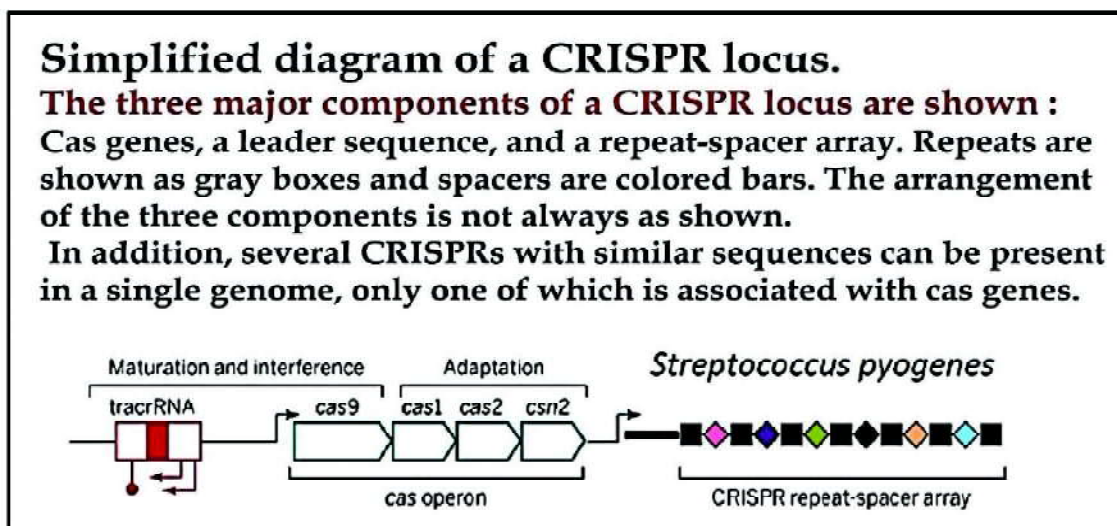 Simplified diagram of a CRISPR locus.
The three major components of a CRISPR locus are shown :
Cas genes, a leader sequence, and a repeat-spacer array. Repeats are
shown as gray boxes and spacers are colored bars. The arrangement
of the three components is not always as shown.
In addition, several CRISPRs with similar sequences can be present
in a single genome, only one of which is associated with cas genes.
Maturation and interference
Adaptation
Streptococcus pyogenes
tracrRNA
cas9
cas1
cas2
csn2
cas operon
CRISPR repeat-spacer array